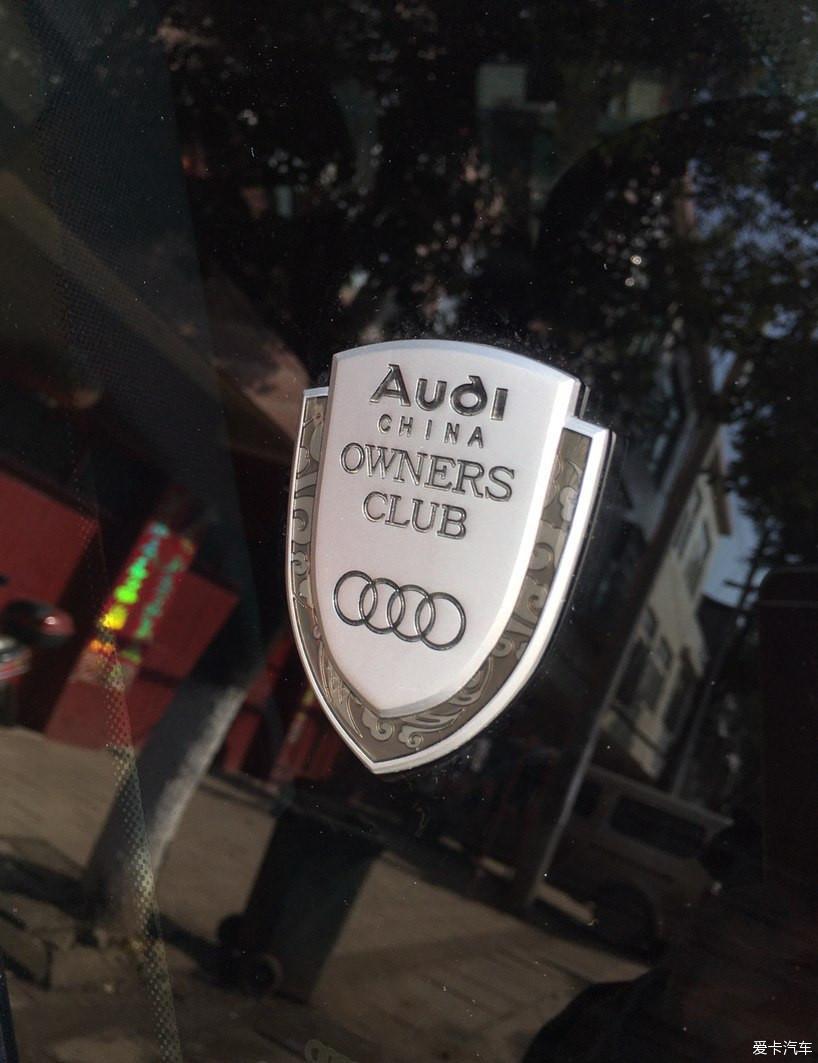 Audi
CHINA
OWNERS
CLUB
爱卡汽车